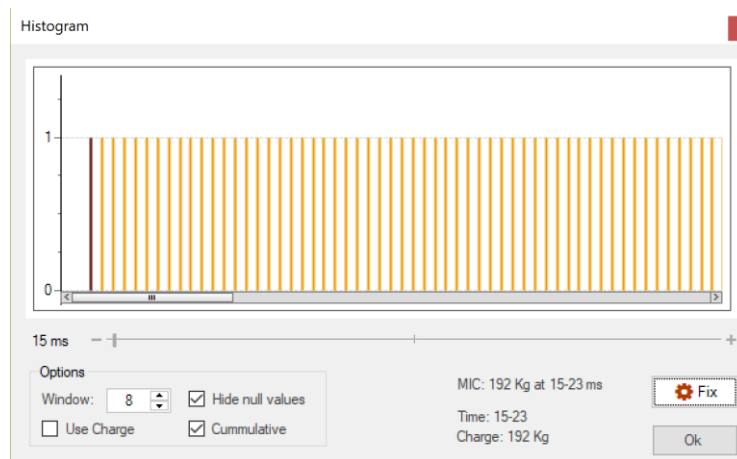 Histogram
1
0
15 ms
Options
Window: 8 Hide null values
Use Charge Cummulative
MIC: 192 Kg at 15-23 ms
Time: 15-23
Charge: 192 Kg
Fix
Ok